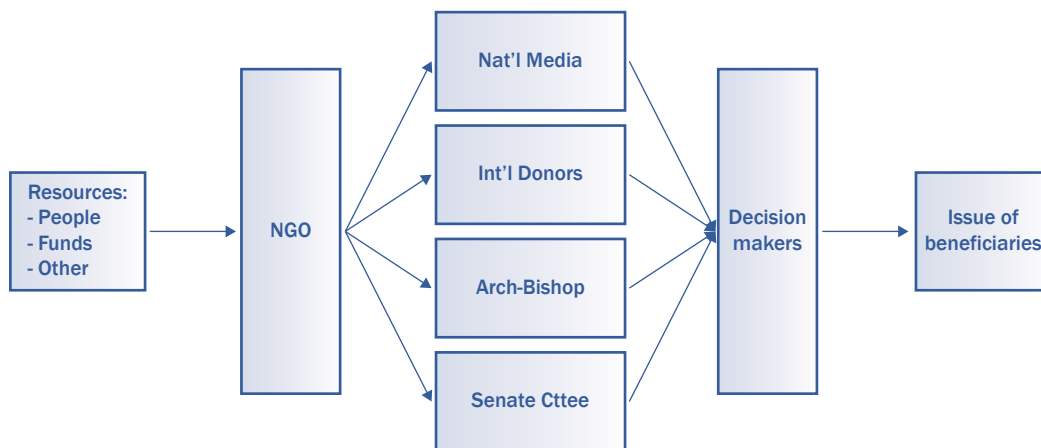 Resources:
- People
- Funds
- Other
NGO
Nat'l Media
Int'l Donors
Arch-Bishop
Senate Cttee
Decision
makers
Issue of
beneficiaries